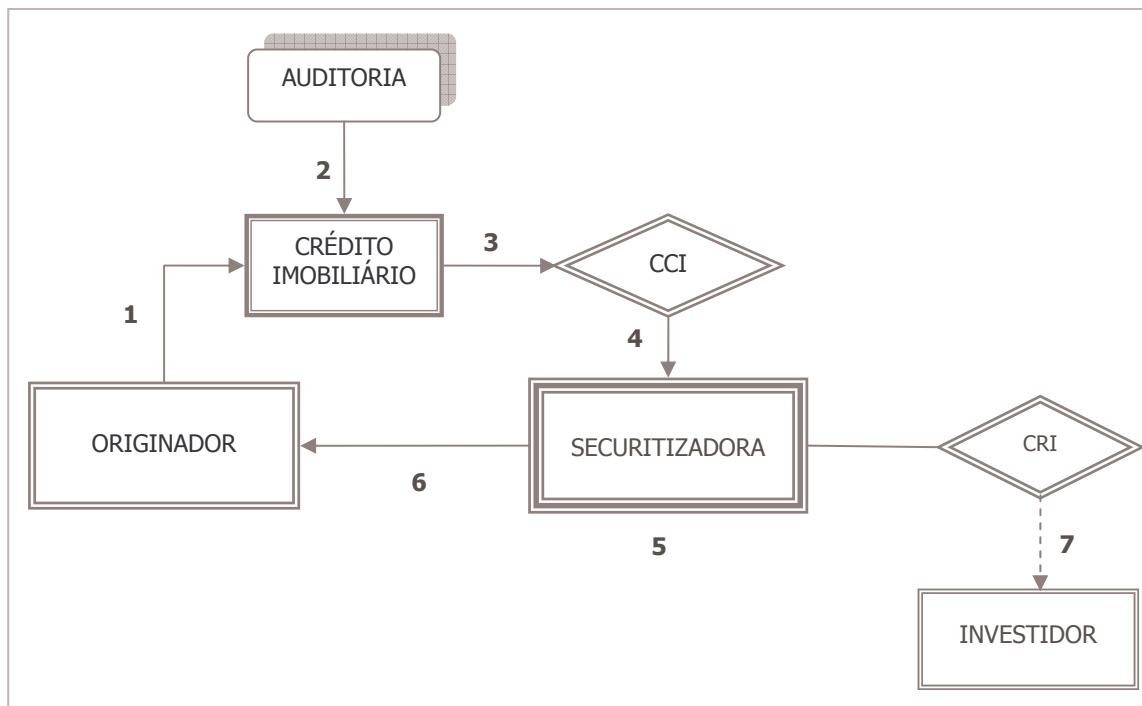 AUDITORIA
2
CRÉDITO
IMOBILIÁRIO
3
CCI
1
4
ORIGINADOR
SECURITIZADORA
CRI
6
5
7
INVESTIDOR